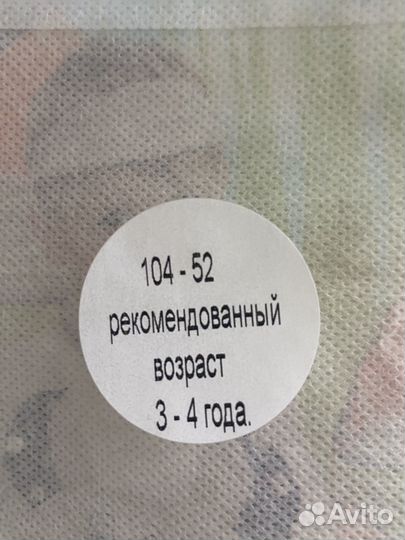 104 - 52
рекомендованный
возраст
3 - 4 года.
Avito